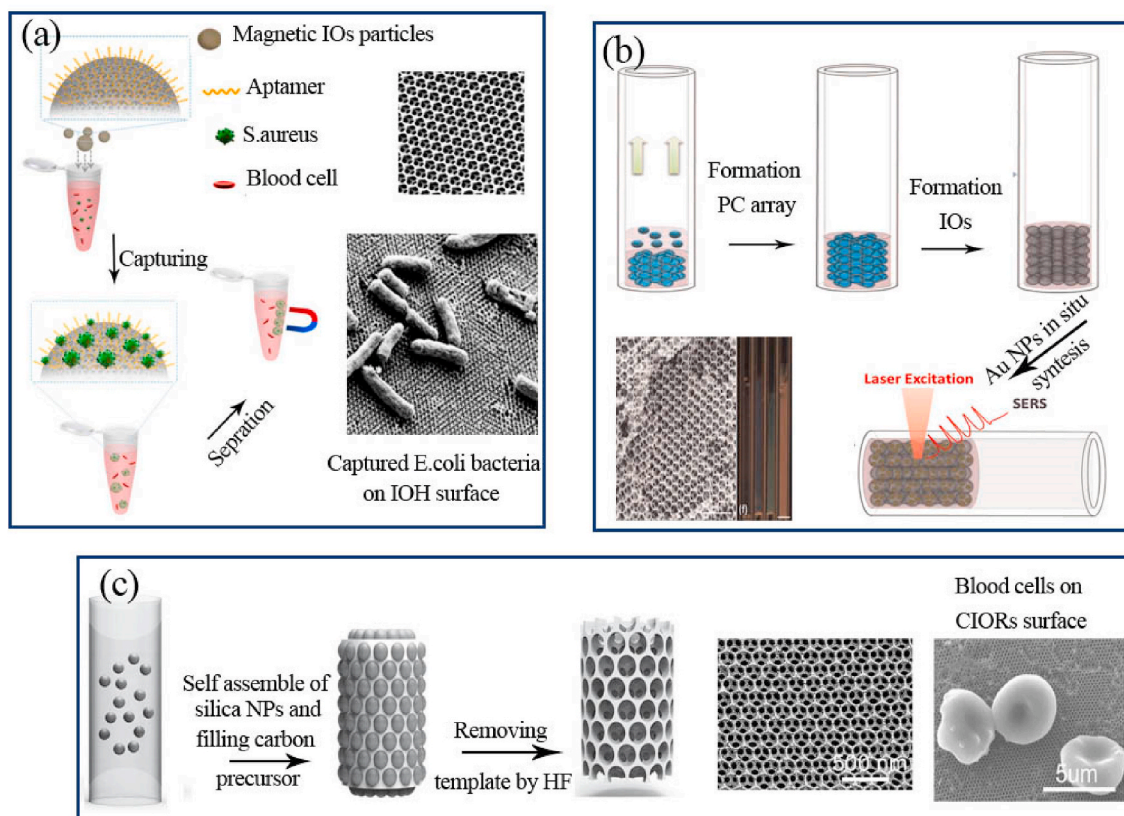 (a)
Magnetic IOs particles
Aptamer
S.aureus
Blood cell
Capturing
Sepration
Captured E.coli bacteria
on IOH surface
(b)
Formation
PC array
Formation
IOs
Au NPs in situ
syntesis
Laser Excitation
SERS
(c)
Self assemble of
silica NPs and
filling carbon
precursor
Removing
template by HF
500 nm
Blood cells on
CIORs surface
5um